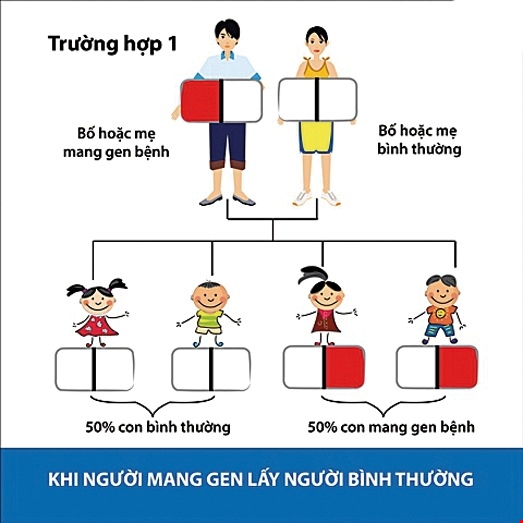 Trường hợp 1
Bố hoặc mẹ
mang gen bệnh
Bố hoặc mẹ
bình thường
50% con bình thường
50% con mang gen bệnh
KHI NGƯỜI MANG GEN LẤY NGƯỜI BÌNH THƯỜNG